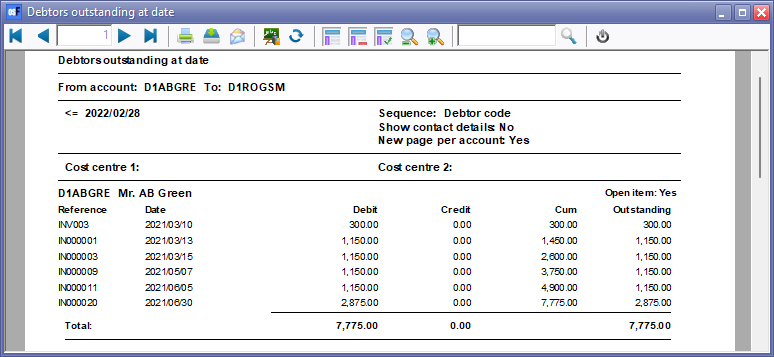 Debtors outstanding at date
1
Debtors outstanding at date
From account: D1ABGRE To: D1ROGSM
<= 2022/02/28 Sequence: Debtor code
Show contact details: No
New page per account: Yes
Cost centre 1: Cost centre 2:
D1ABGRE Mr. AB Green Open item: Yes
Reference Date Debit Credit Cum Outstanding
INV003 2021/03/10 300.00 0.00 300.00 300.00
IN000001 2021/03/13 1,150.00 0.00 1,450.00 1,150.00
IN000003 2021/03/15 1,150.00 0.00 2,600.00 1,150.00
IN000009 2021/05/07 1,150.00 0.00 3,750.00 1,150.00
IN000011 2021/06/05 1,150.00 0.00 4,900.00 1,150.00
IN000020 2021/06/30 2,875.00 0.00 7,775.00 2,875.00
Total: 7,775.00 0.00 7,775.00